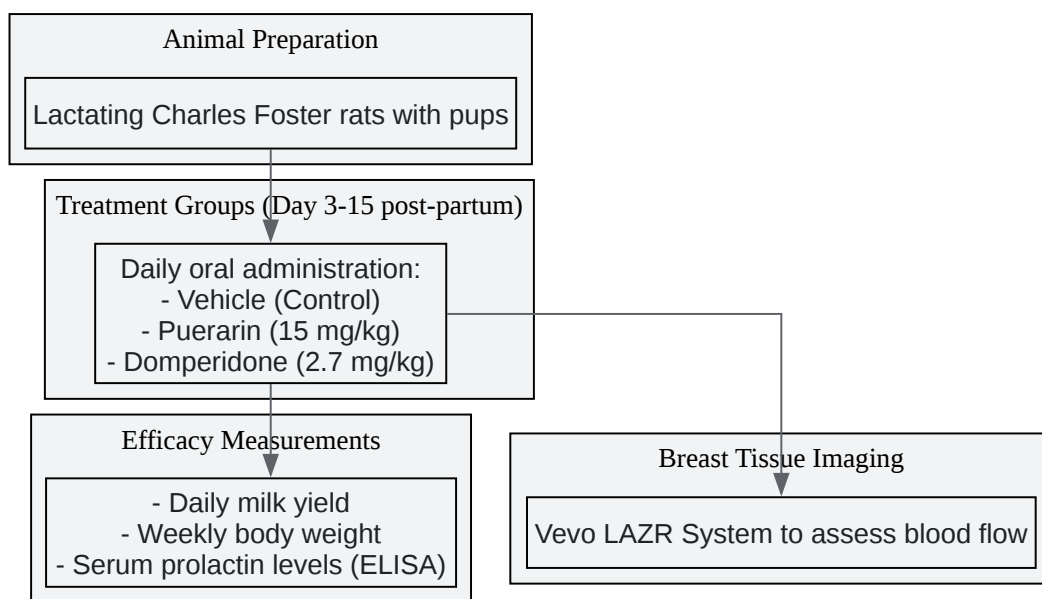 Animal Preparation
Lactating Charles Foster rats with pups
Treatment Groups (Day 3-15 post-partum)
Daily oral administration:
- Vehicle (Control)
- Puerarin (15 mg/kg)
- Domperidone (2.7 mg/kg)
Efficacy Measurements
- Daily milk yield
- Weekly body weight
- Serum prolactin levels (ELISA)
Breast Tissue Imaging
Vevo LAZR System to assess blood flow